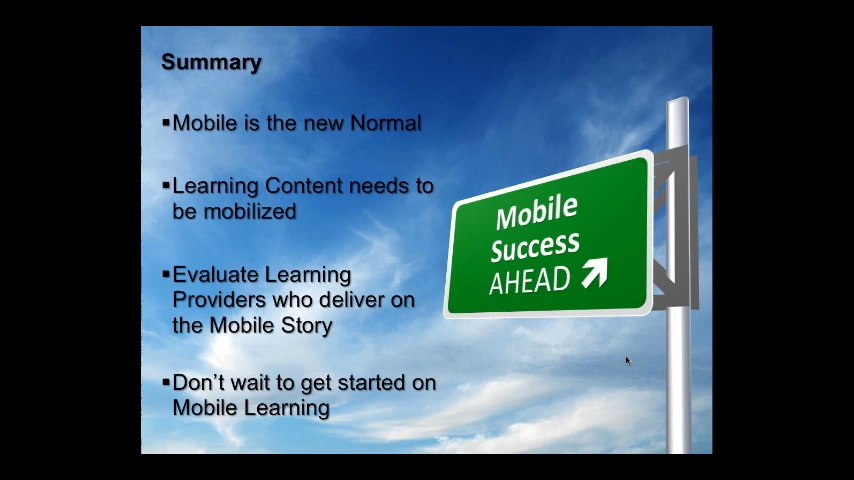 Summary
▪Mobile is the new Normal
▪Learning Content needs to
be mobilized
▪Evaluate Learning
Providers who deliver on
the Mobile Story
▪Don’t wait to get started on
Mobile Learning
Mobile
Success
AHEAD